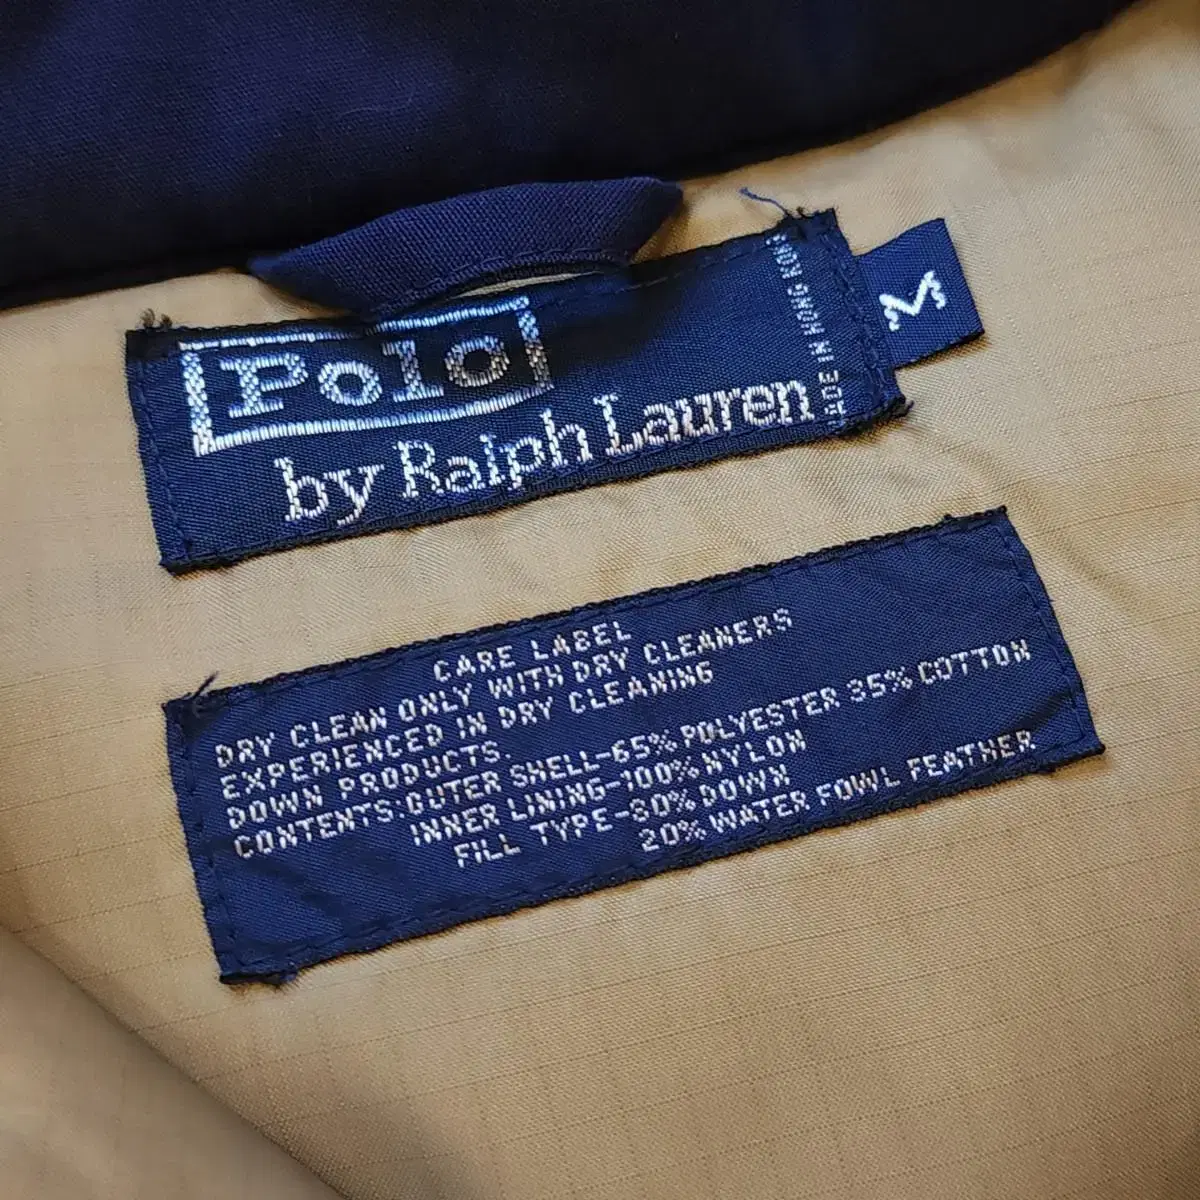 Polo
by Ralph Lauren
MADE IN HONG KONG
M
CARE LABEL
DRY CLEAN ONLY WITH DRY CLEANERS
EXPERIENCED IN DRY CLEANING
DOWN PRODUCTS.
CONTENTS: OUTER SHELL-65% POLYESTER 35% COTTON
INNER LINING-100% NYLON
FILL TYPE-80% DOWN
20% WATER FOWL FEATHER